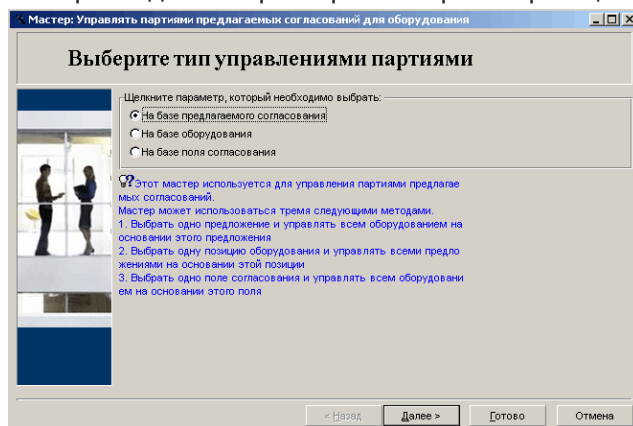 Мастер: Управлять партиями предлагаемых согласований для оборудования
Выберите тип управлениями партиями
Щелкните параметр, который необходимо выбрать:
На базе предлагаемого согласования
На базе оборудования
На базе поля согласования
Этот мастер используется для управления партиями предлагае
мых согласований.
Мастер может использоваться тремя следующими методами.
1. Выбрать одно предложение и управлять всем оборудованием на
основании этого предложения
2. Выбрать одну позицию оборудования и управлять всеми предло
жениями на основании этой позиции
3. Выбрать одно поле согласования и управлять всем оборудовани
ем на основании этого поля
< Назад
Далее >
Готово
Отмена